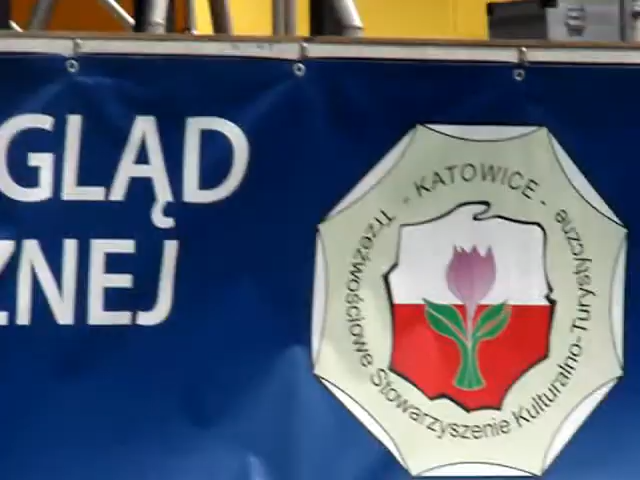 GLĄD
ZNEJ
- KATOWICE -
Trzeźwościowe Stowarzyszenie Kulturalno-Turystyczne